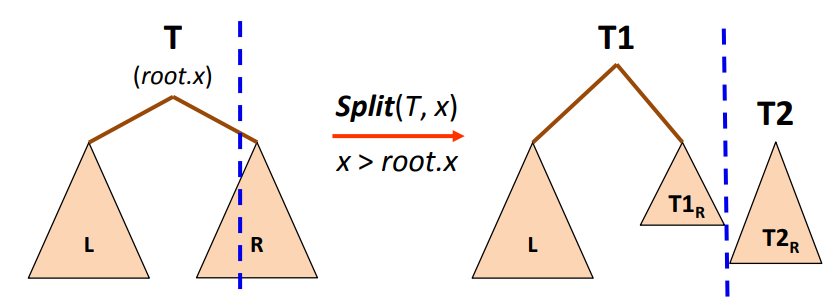 T
(root.x)
L
R
Split(T, x)
x > root.x
T1
L
T1R
T2
T2R